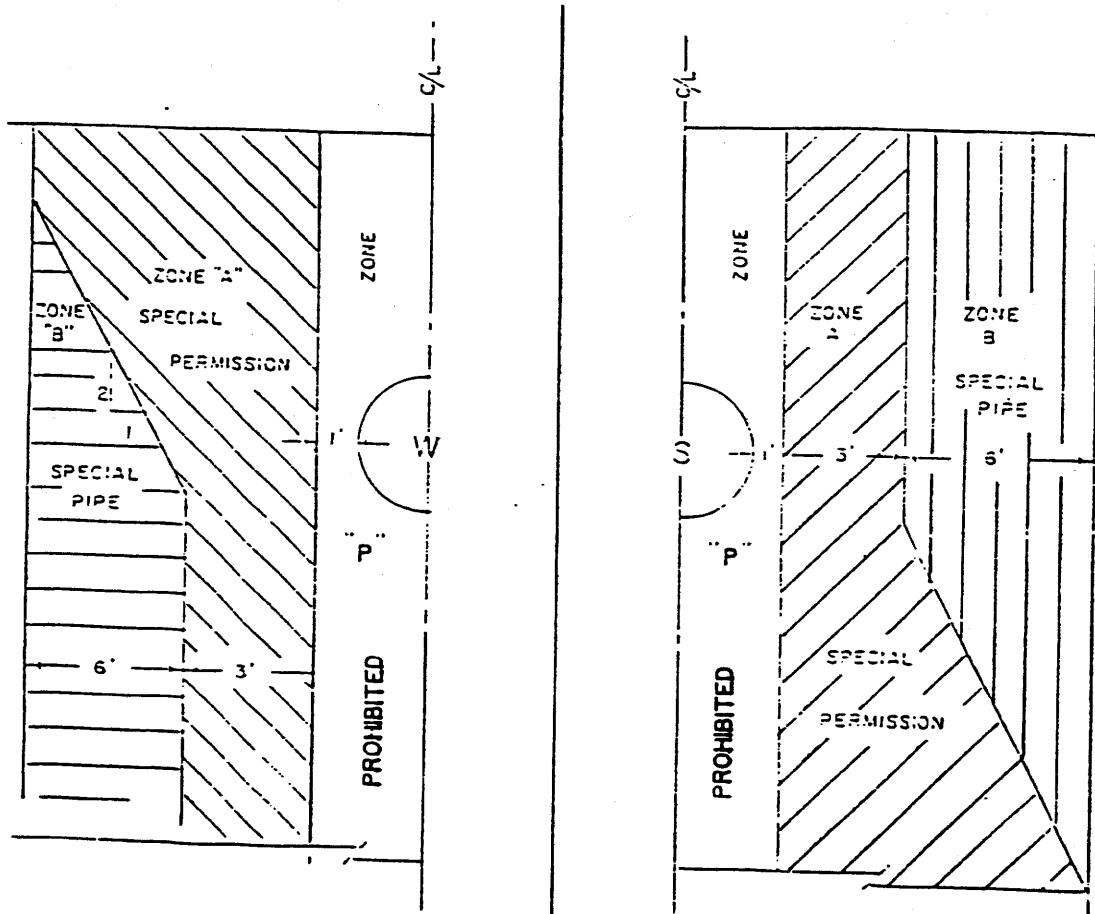 C/L
ZONE "A"
SPECIAL
PERMISSION
ZONE
ZONE
"B"
2
1
1'
W
SPECIAL
PIPE
"P"
6'
3'
PROHIBITED
C/L
ZONE
ZONE
ZONE
B
SPECIAL
PIPE
1'
3'
6'
"P"
SPECIAL
PERMISSION
PROHIBITED